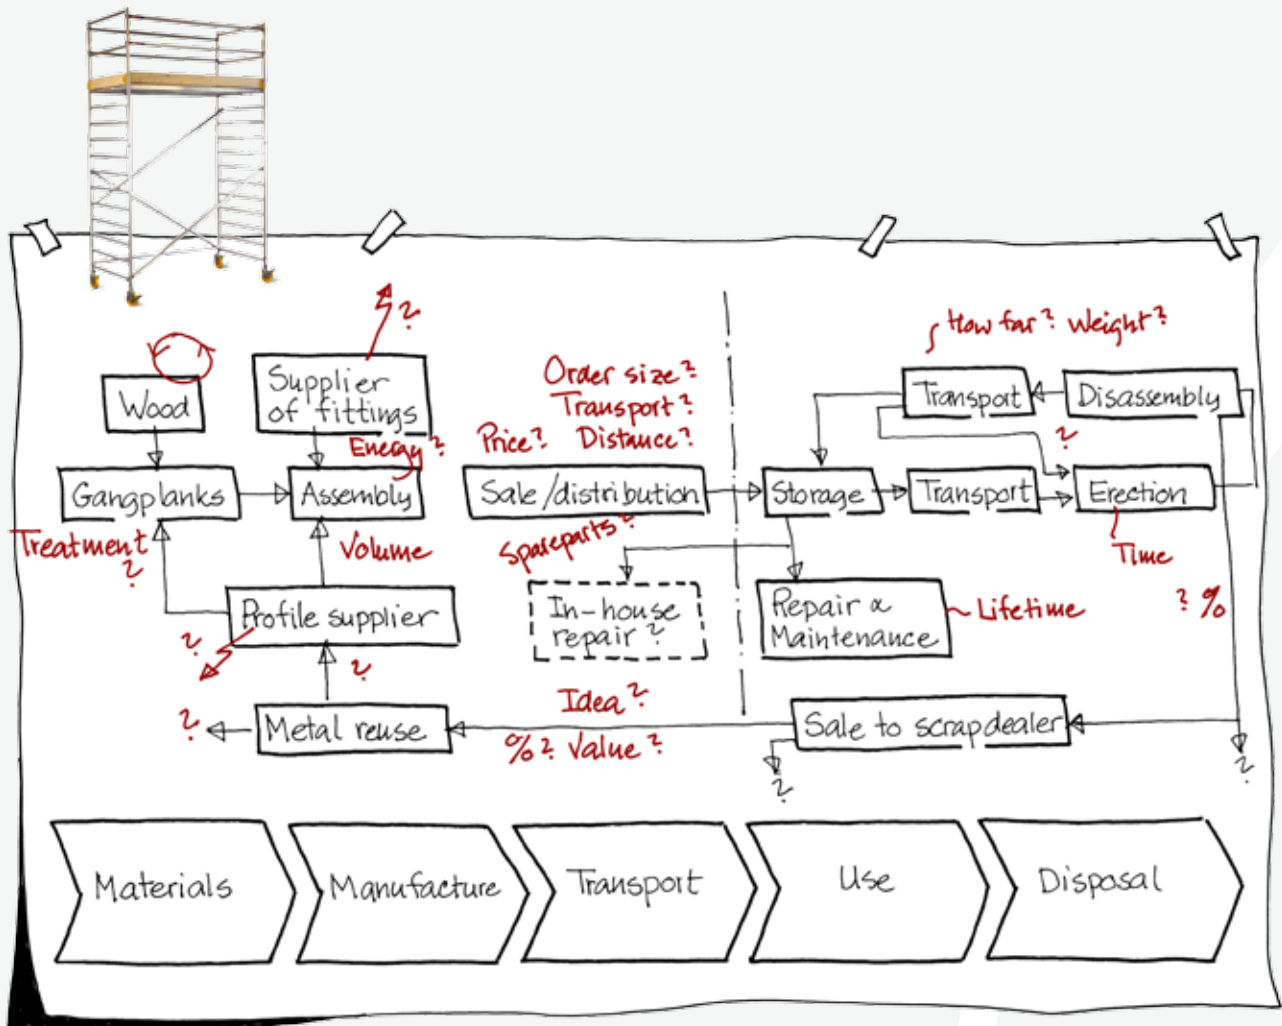 How far? Weight?
?
Wood
Supplier
of fittings
Order size?
Transport?
Price? Distance?
Transport
Disassembly
Energy?
?
Gangplanks
Assembly
Sale/distribution
Storage
Transport
Erection
Treatment
?
Volume
Spareparts?
Time
Profile supplier
In-house
repair?
Repair &
Maintenance
Lifetime
? %
?
?
Idea?
?
Metal reuse
%? Value?
Sale to scrapdealer
?
?
Materials
Manufacture
Transport
Use
Disposal